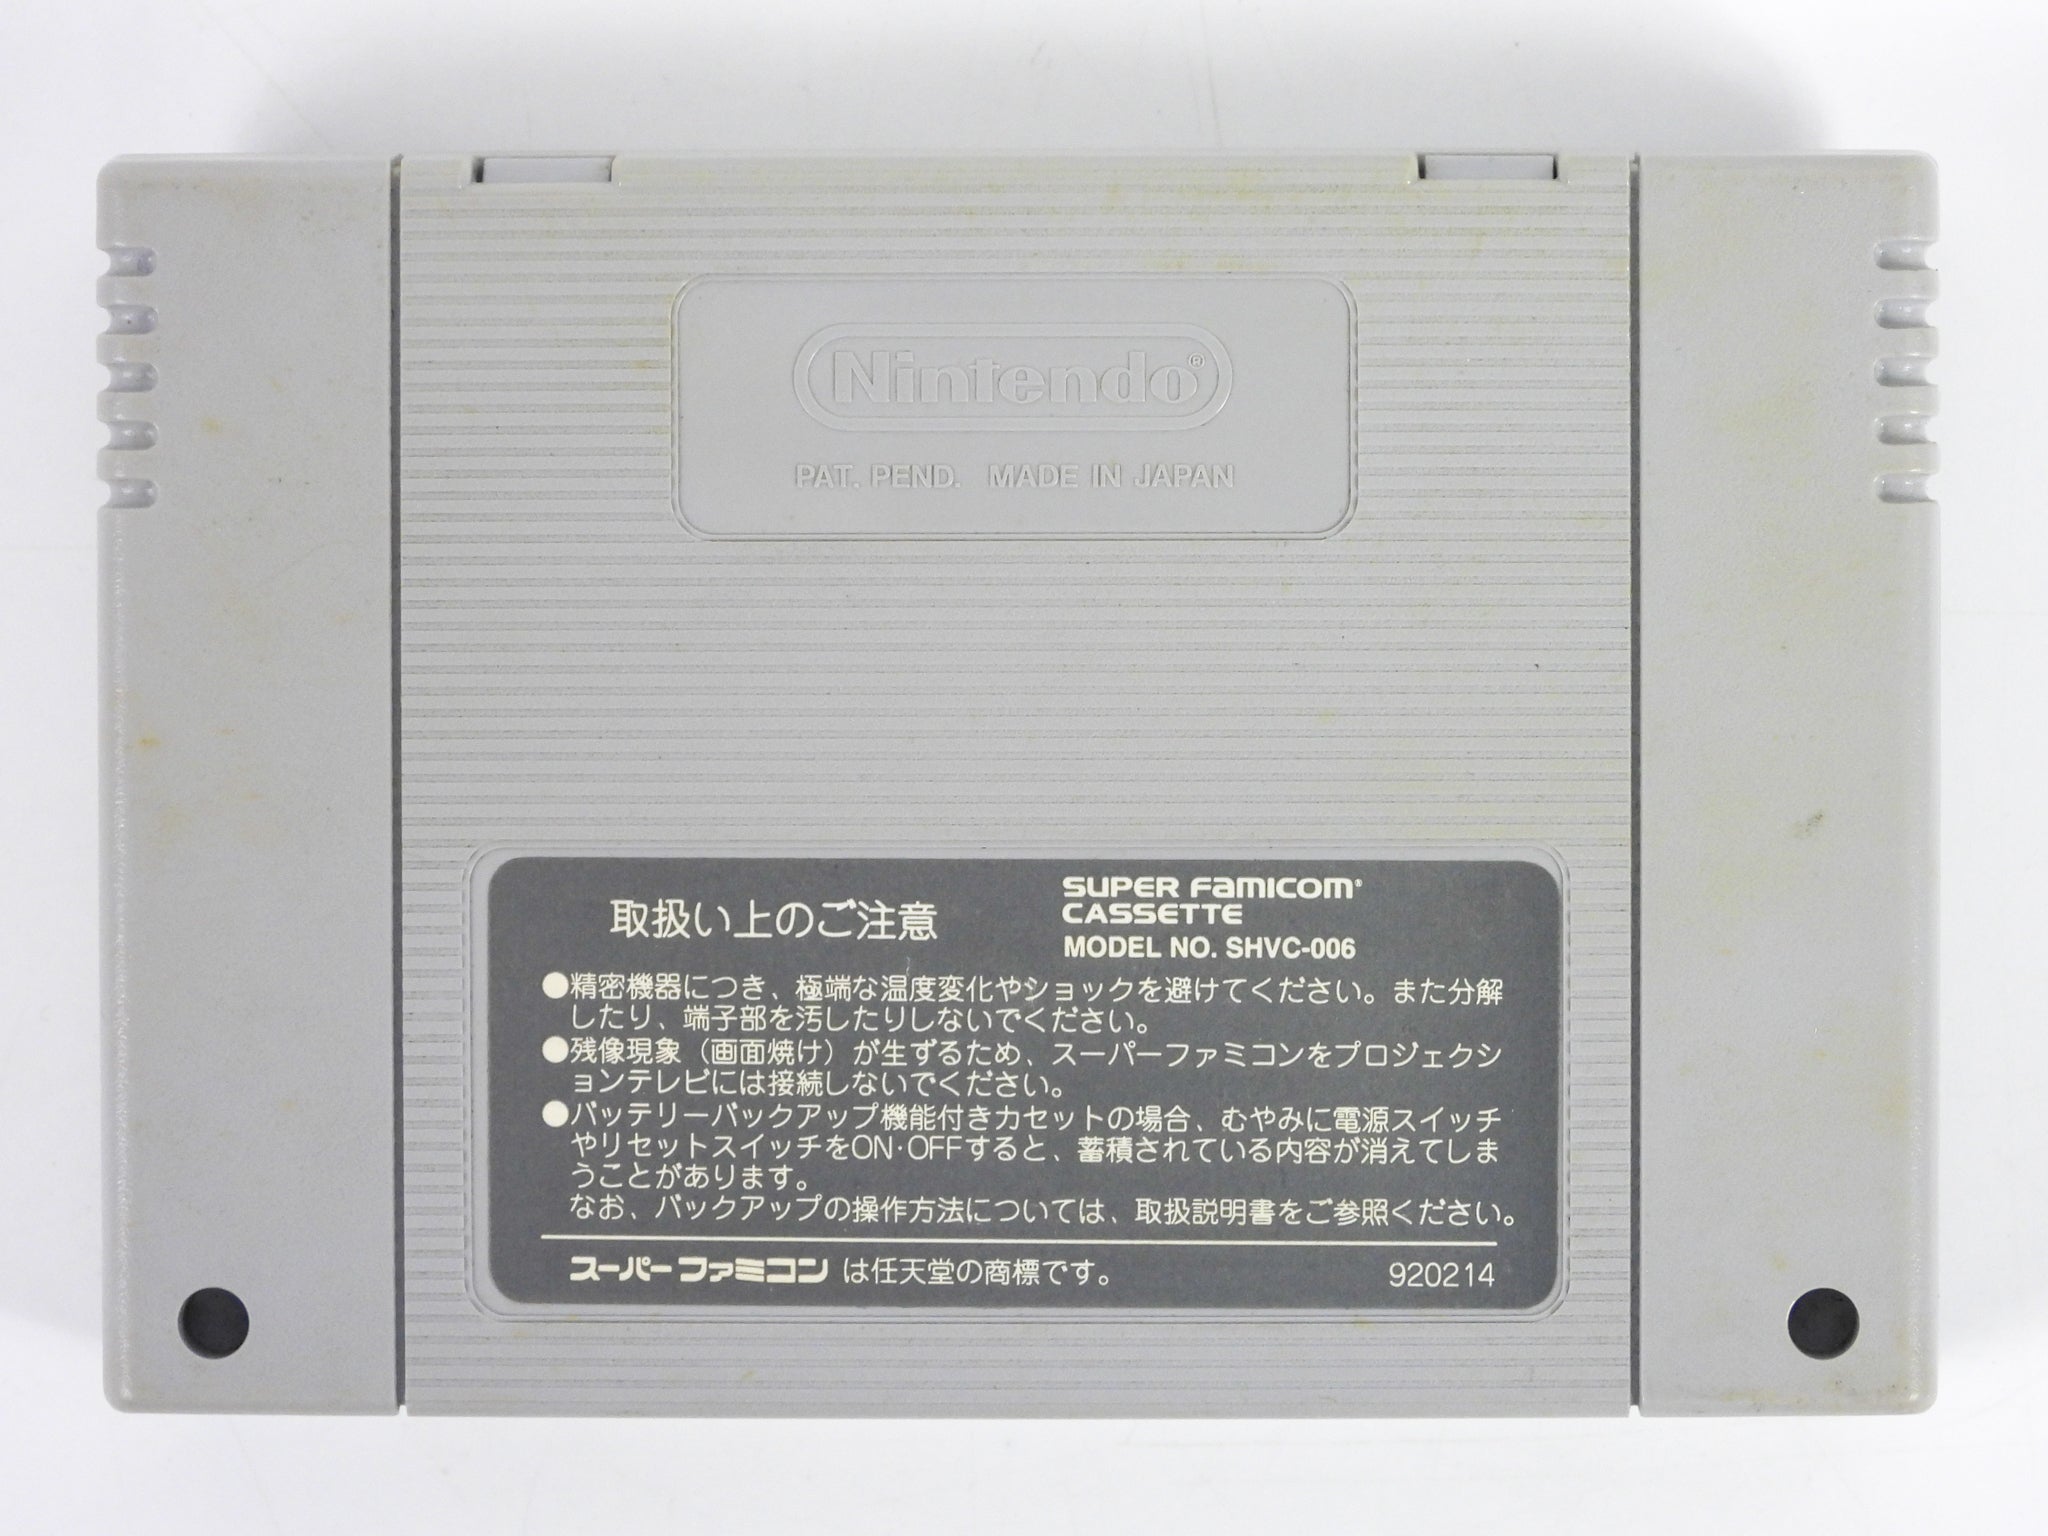 Nintendo®
PAT. PEND. MADE IN JAPAN
取扱い上のご注意
SUPER FAMICOM®
CASSETTE
MODEL NO. SHVC-006
●精密機器につき、極端な温度変化やショックを避けてください。また分解
したり、端子部を汚したりしないでください。
●残像現象（画面焼け）が生ずるため、スーパーファミコンをプロジェクシ
ョンテレビには接続しないでください。
●バッテリーバックアップ機能付きカセットの場合、むやみに電源スイッチ
やリセットスイッチをON·OFFすると、蓄積されている内容が消えてしま
うことがあります。
なお、バックアップの操作方法については、取扱説明書をご参照ください。
スーパーファミコン は任天堂の商標です。
920214